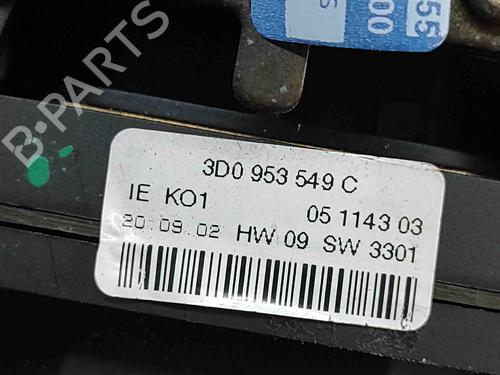 B-PARTS
55
00
3D0 953 549 C
IE KO1 05 1143 03
20.09.02 HW 09 SW 3301